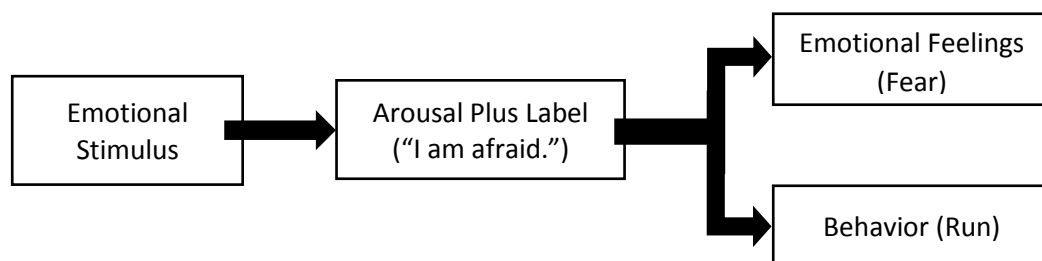 Emotional
Stimulus
Arousal Plus Label
(“I am afraid.”)
Emotional Feelings
(Fear)
Behavior (Run)